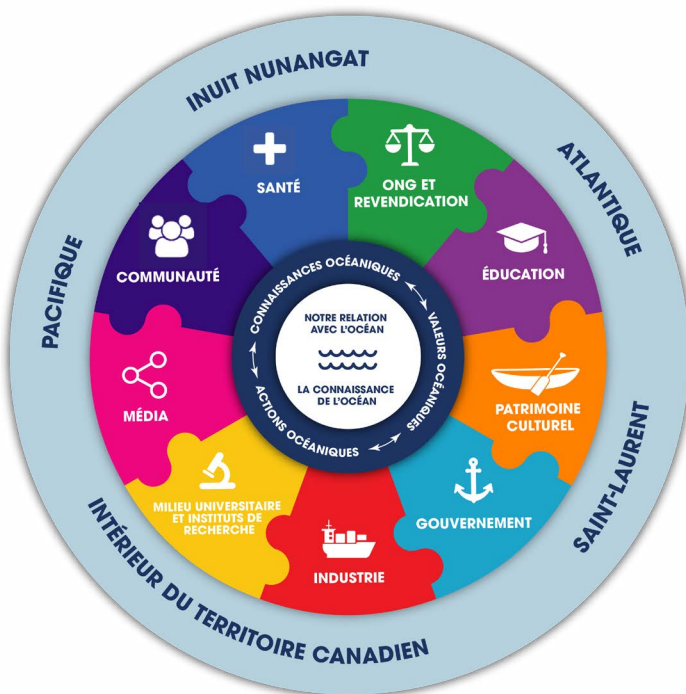 INUIT NUNANGAT
ATLANTIQUE
SAINT-LAURENT
INTÉRIEUR DU TERRITOIRE CANADIEN
PACIFIQUE
SANTÉ
ONG ET
REVENDICATION
ÉDUCATION
PATRIMOINE
CULTUREL
GOUVERNEMENT
INDUSTRIE
MILIEU UNIVERSITAIRE
ET INSTITUTS DE
RECHERCHE
MÉDIA
COMMUNAUTÉ
CONNAISSANCES OCÉANIQUES
VALEURS OCÉANIQUES
ACTIONS OCÉANIQUES
NOTRE RELATION
AVEC L'OCÉAN
LA CONNAISSANCE
DE L'OCÉAN